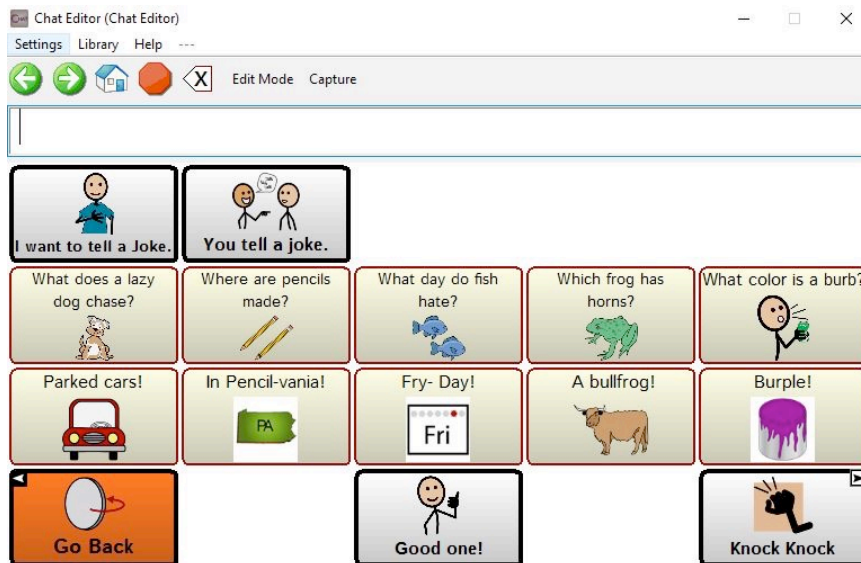 Chat Editor (Chat Editor)
Settings Library Help ---
X Edit Mode Capture
I want to tell a Joke.
You tell a joke.
What does a lazy
dog chase?
Where are pencils
made?
What day do fish
hate?
Which frog has
horns?
What color is a burb?
Parked cars!
In Pencil-vania!
PA
Fry- Day!
Fri
A bullfrog!
Burple!
Go Back
Good one!
Knock Knock